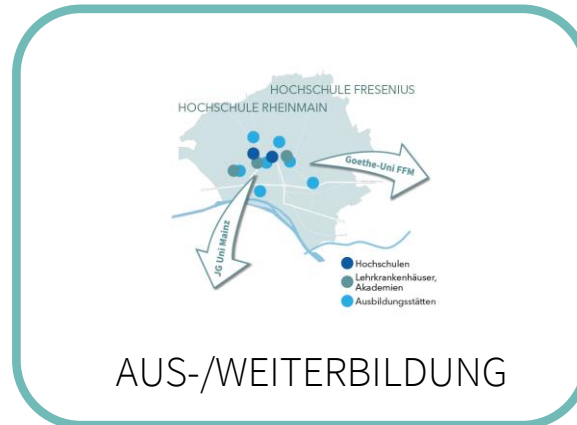 HOCHSCHULE FRESENIUS
HOCHSCHULE RHEINMAIN
Goethe-Uni FFM
JG Uni Mainz
Hochschulen
Lehrkrankenhäuser,
Akademien
Ausbildungsstätten
AUS-/WEITERBILDUNG